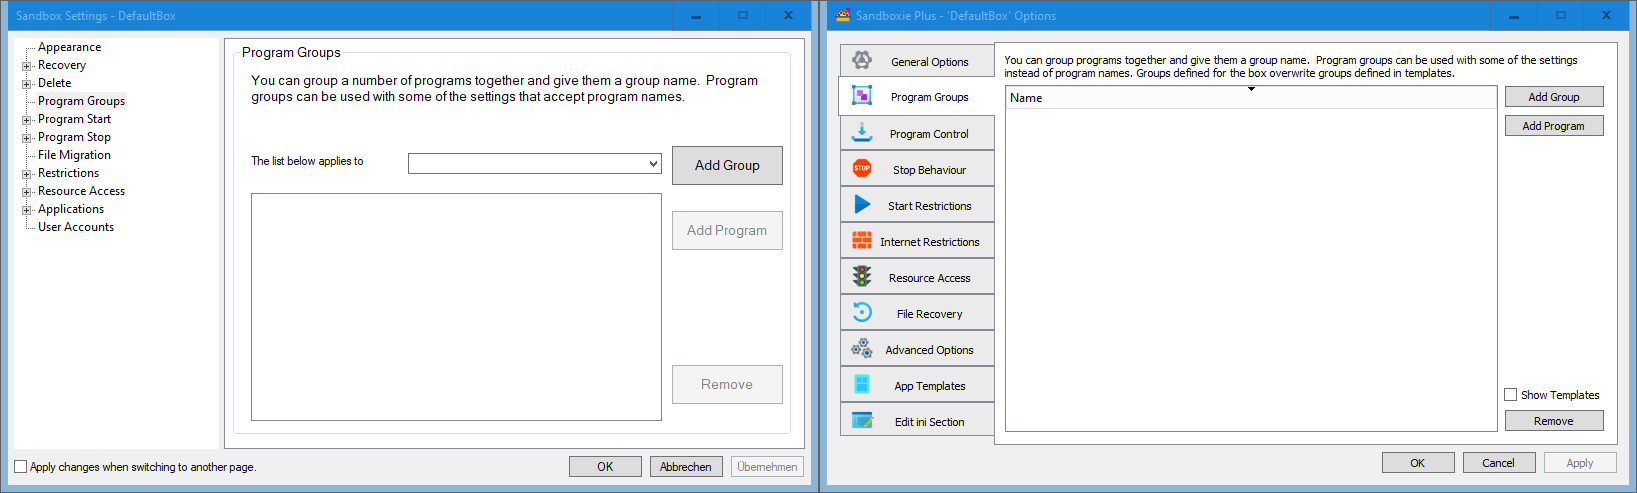 Sandbox Settings - DefaultBox
Appearance
Recovery
Delete
Program Groups
Program Start
Program Stop
File Migration
Restrictions
Resource Access
Applications
User Accounts
Program Groups
You can group a number of programs together and give them a group name.  Program
groups can be used with some of the settings that accept program names.
The list below applies to
Add Group
Add Program
Remove
Apply changes when switching to another page.
OK
Abbrechen
Übernehmen
Sandboxie Plus - 'DefaultBox' Options
General Options
Program Groups
Program Control
Stop Behaviour
STOP
Start Restrictions
Internet Restrictions
Resource Access
File Recovery
Advanced Options
App Templates
Edit ini Section
You can group programs together and give them a group name.  Program groups can be used with some of the settings
instead of program names. Groups defined for the box overwrite groups defined in templates.
Name
Add Group
Add Program
Show Templates
Remove
OK
Cancel
Apply